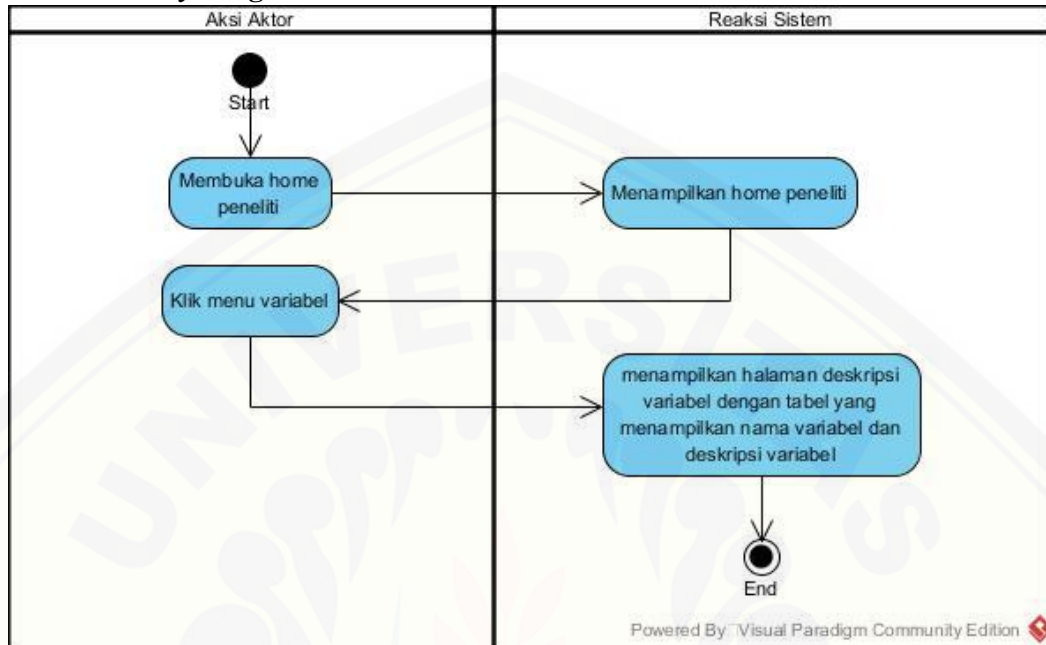 Aksi Aktor
Reaksi Sistem
Start
Membuka home
peneliti
Menampilkan home peneliti
Klik menu variabel
menampilkan halaman deskripsi
variabel dengan tabel yang
menampilkan nama variabel dan
deskripsi variabel
End
UNIVERSITAS
Powered By Visual Paradigm Community Edition